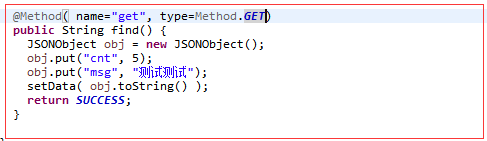 @Method( name="get", type=Method.GET)
public String find() {
JSONObject obj = new JSONObject();
obj.put("cnt", 5);
obj.put("msg", "测试测试");
setData( obj.toString() );
return SUCCESS;
}